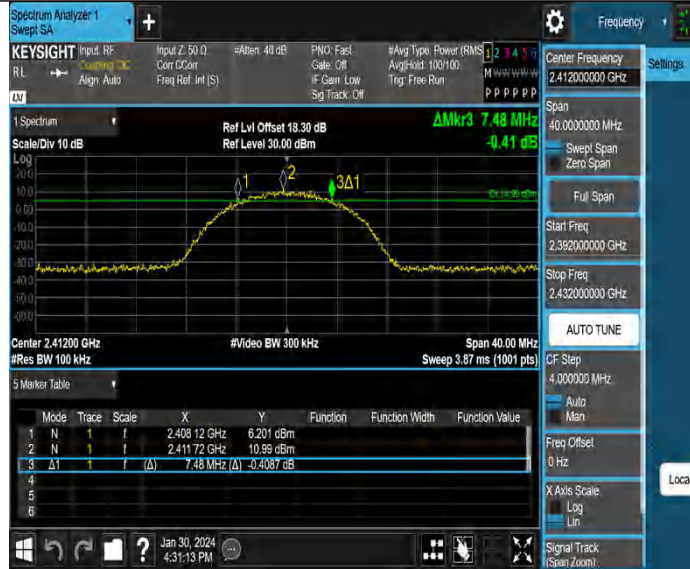 Spectrum Analyzer 1
Swept SA
Frequency
KEYSIGHT
Input: RF
Coupling: DC
Align: Auto
Input Z: 50 Ω
Corr CCorr
Freq Ref: Int (S)
#Atten: 40 dB
PNO: Fast
Gate: Off
IF Gain: Low
Sig Track: Off
#Avg Type: Power (RMS
Avg|Hold: 100/100
Trig: Free Run
1 2 3 4 5 6
M W W W W W
P P P P P P
RL
LXI
1 Spectrum
Scale/Div 10 dB
Ref Lvl Offset 18.30 dB
Ref Level 30.00 dBm
ΔMkr3 7.48 MHz
-0.41 dB
Log
20.0
10.0
0.00
-10.0
-20.0
-30.0
-40.0
-50.0
-60.0
1
2
3Δ1
Center 2.41200 GHz
#Res BW 100 kHz
#Video BW 300 kHz
Span 40.00 MHz
Sweep 3.87 ms (1001 pts)
5 Marker Table
Mode Trace Scale X Y Function Function Width Function Value
1 N 1 f 2.408 12 GHz 6.201 dBm
2 N 1 f 2.411 72 GHz 10.99 dBm
3 Δ1 1 f (Δ) 7.48 MHz (Δ) -0.4087 dB
4
5
6
?
Jan 30, 2024
4:31:13 PM
Center Frequency
2.412000000 GHz
Settings
Span
40.0000000 MHz
Swept Span
Zero Span
Full Span
Start Freq
2.392000000 GHz
Stop Freq
2.432000000 GHz
AUTO TUNE
CF Step
4.000000 MHz
Auto
Man
Freq Offset
0 Hz
X Axis Scale
Log
Lin
Signal Track
(Span Zoom)
Loca